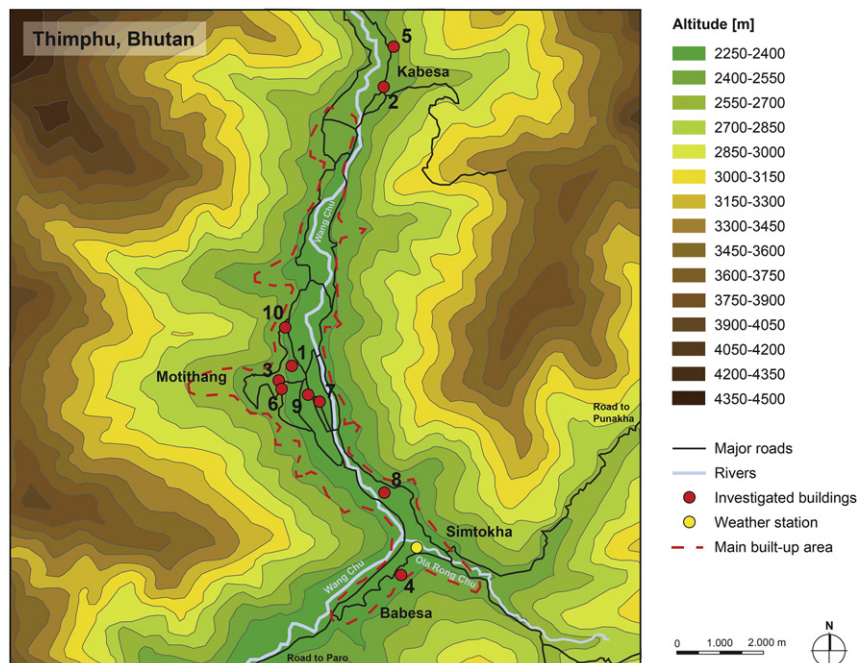 Thimphu, Bhutan
5
Kabesa
2
Wang Chu
10
1
Motithang
3
6
9
7
Road to
Punakha
8
Simtokha
Wang Chu
Ola Rong Chu
4
Babesa
Road to Paro
Altitude [m]
2250-2400
2400-2550
2550-2700
2700-2850
2850-3000
3000-3150
3150-3300
3300-3450
3450-3600
3600-3750
3750-3900
3900-4050
4050-4200
4200-4350
4350-4500
Major roads
Rivers
Investigated buildings
Weather station
Main built-up area
0 1.000 2.000 m
N